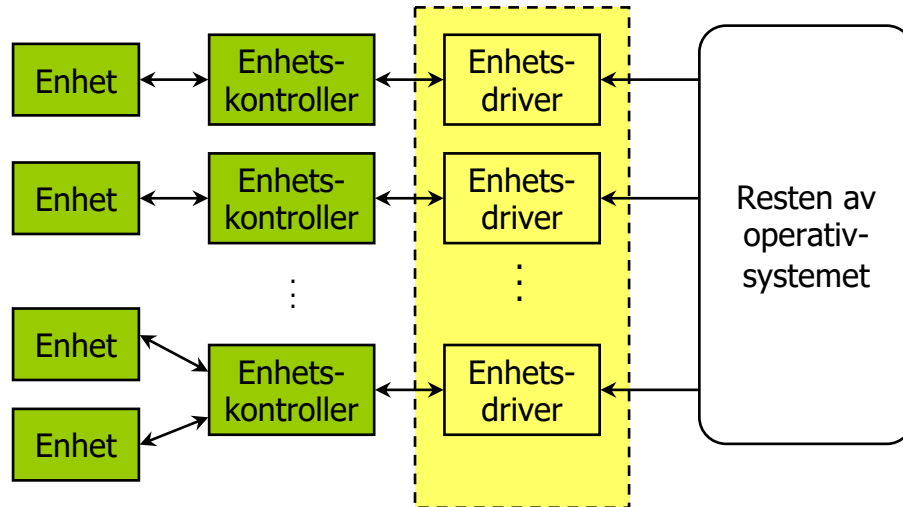 Enhet
Enhets-
kontroller
Enhets-
driver
Enhet
Enhets-
kontroller
Enhets-
driver
Resten av
operativ-
systemet
Enhet
Enhet
Enhets-
kontroller
Enhets-
driver